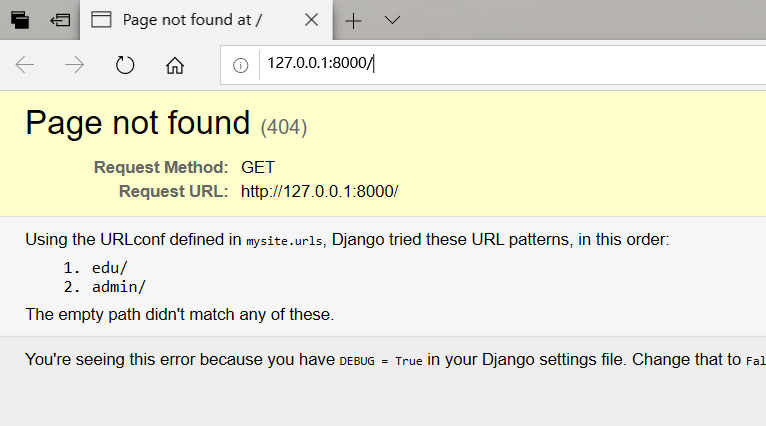 Page not found at /
127.0.0.1:8000/
Page not found (404)
Request Method: GET
Request URL: http://127.0.0.1:8000/
Using the URLconf defined in mysite.urls, Django tried these URL patterns, in this order:
1. edu/
2. admin/
The empty path didn't match any of these.
You're seeing this error because you have DEBUG = True in your Django settings file. Change that to Fal